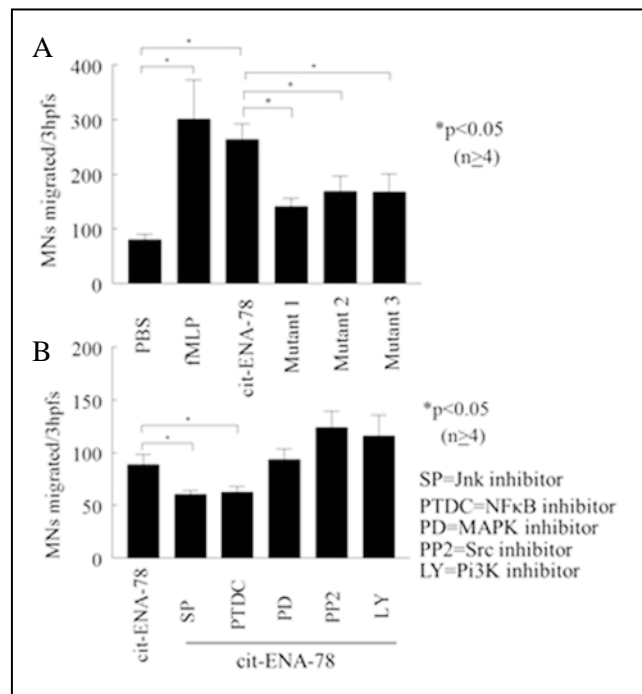 A
* *
*
*
*
MNs migrated/3hpfs
400
300
200
100
0
*p<0.05
(n≥4)
PBS
fMLP
cit-ENA-78
Mutant 1
Mutant 2
Mutant 3
B
*
*
MNs migrated/3hpfs
200
150
100
50
0
*p<0.05
(n≥4)
SP=Jnk inhibitor
PTDC=NFκB inhibitor
PD=MAPK inhibitor
PP2=Src inhibitor
LY=Pi3K inhibitor
cit-ENA-78
SP
PTDC
PD
PP2
LY
cit-ENA-78